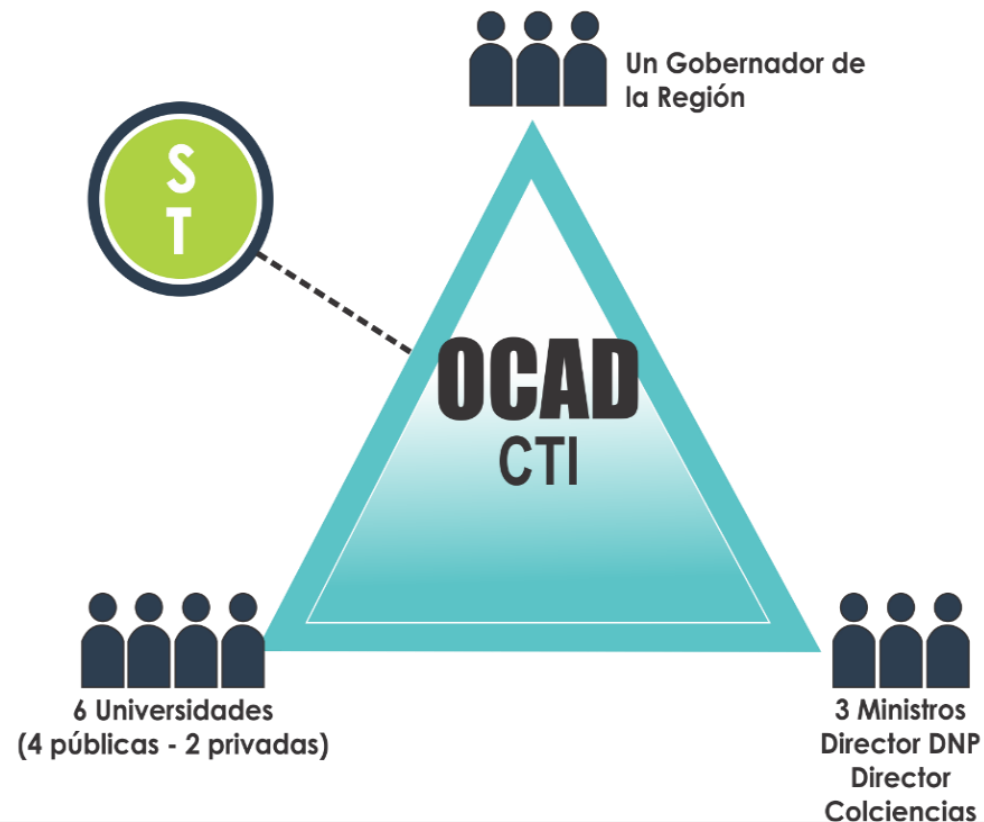 Un Gobernador de
la Región
S
T
OCAD
CTI
6 Universidades
(4 públicas - 2 privadas)
3 Ministros
Director DNP
Director
Colciencias